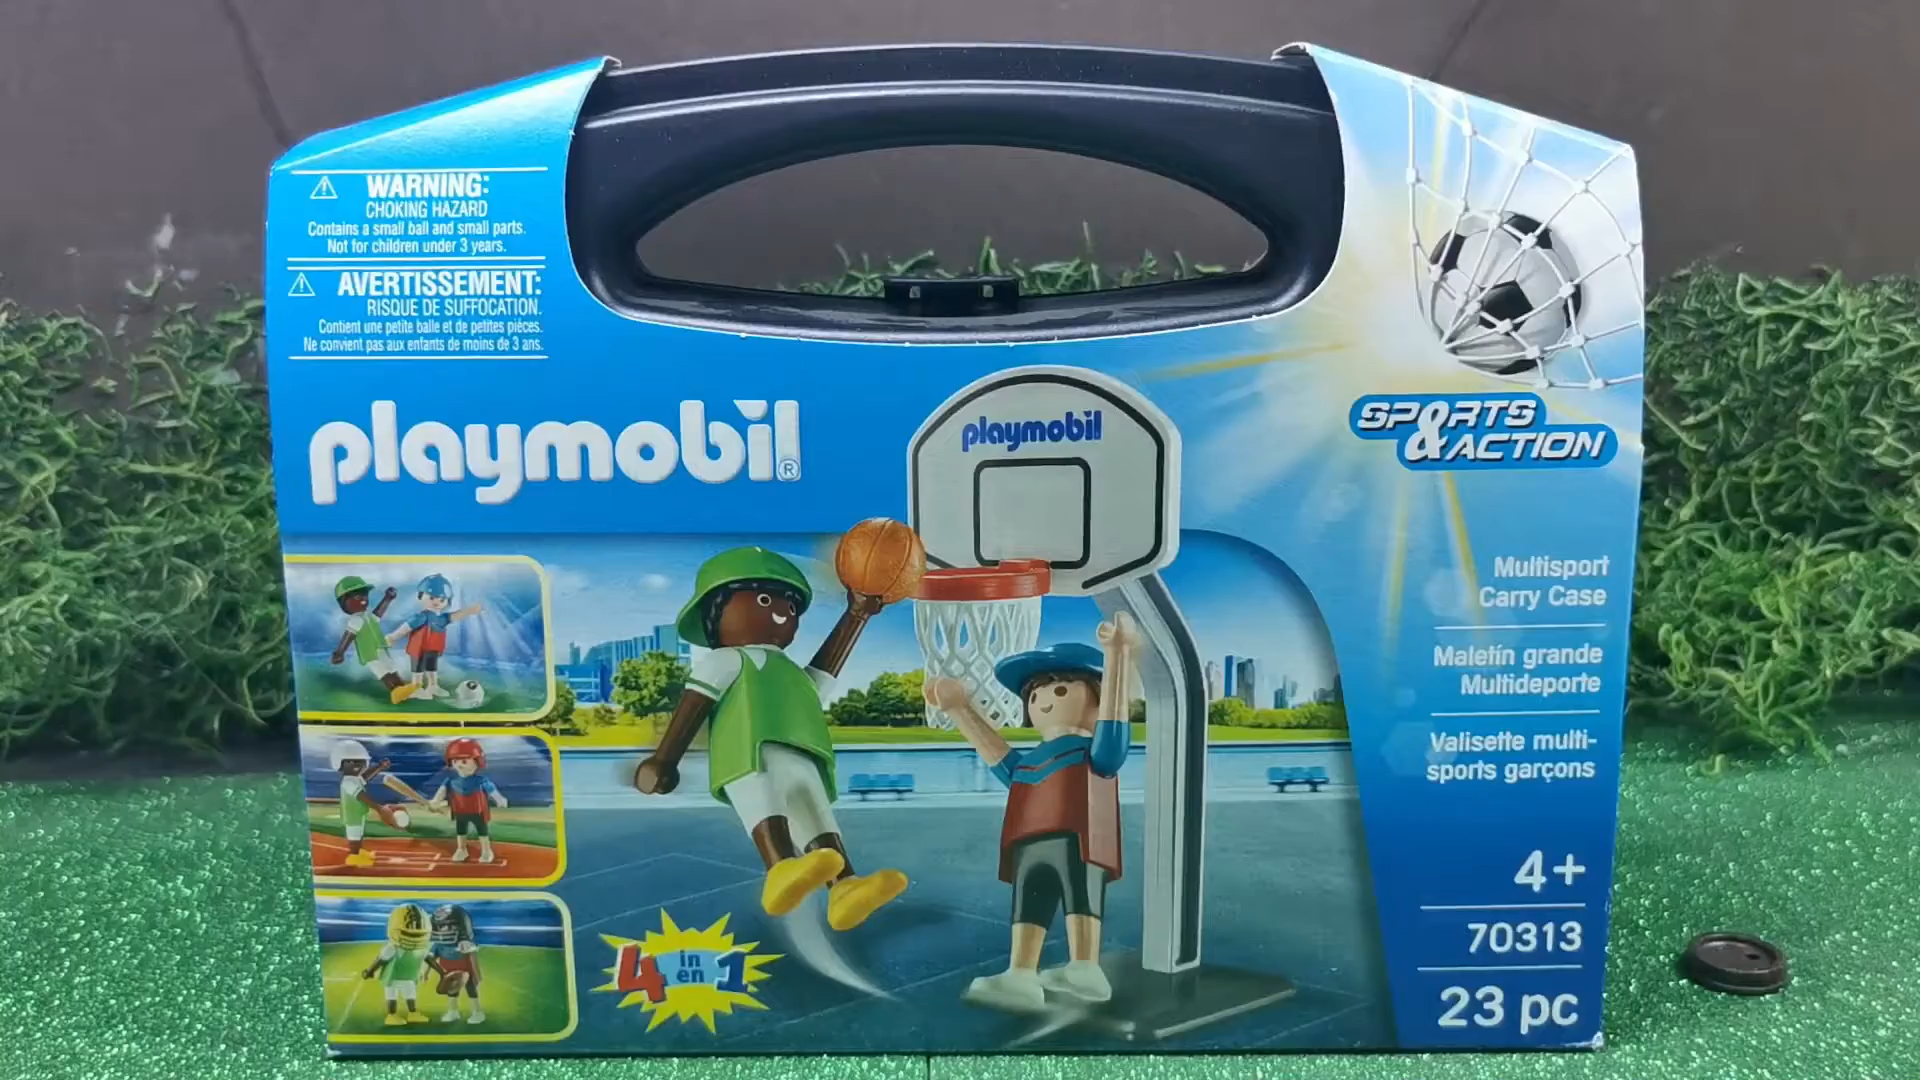 WARNING:
CHOKING HAZARD
Contains a small ball and small parts.
Not for children under 3 years.
AVERTISSEMENT:
RISQUE DE SUFFOCATION.
Contient une petite balle et de petites pièces.
Ne convient pas aux enfants de moins de 3 ans.
playmobil®
playmobil
SPORTS
&ACTION
Multisport
Carry Case
Maletín grande
Multideporte
Valisette multi-
sports garçons
4+
70313
23 pc
4 in en 1